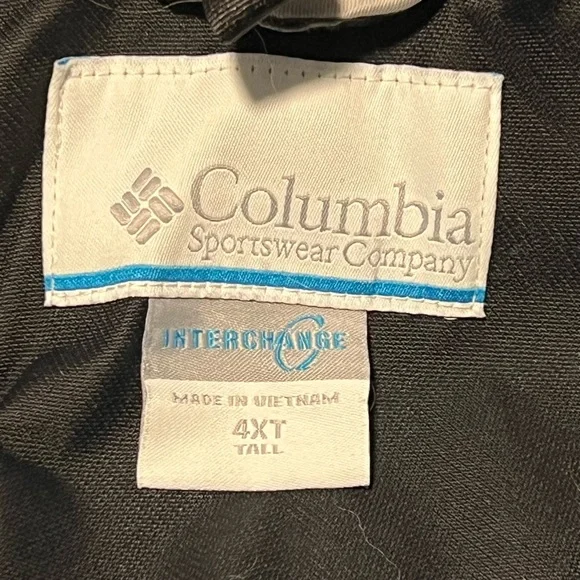 Columbia
Sportswear Company
INTERCHANGE
MADE IN VIETNAM
4XT
TALL